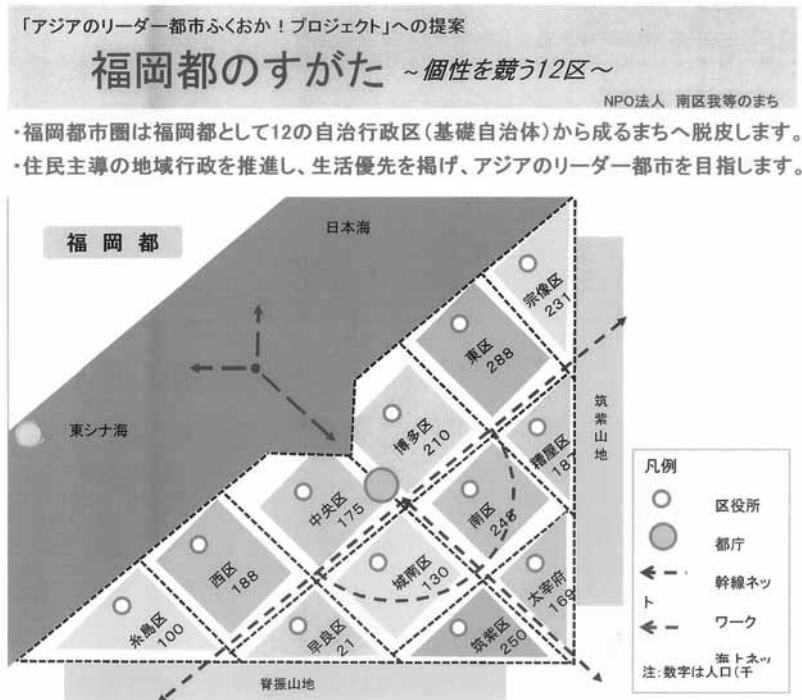 「アジアのリーダー都市ふくおか！プロジェクト」への提案
福岡都のすがた ～個性を競う12区～
NPO法人 南区我等のまち
・福岡都市圏は福岡都として12の自治行政区（基礎自治体）から成るまちへ脱皮します。
・住民主導の地域行政を推進し、生活優先を掲げ、アジアのリーダー都市を目指します。
福岡都
日本海
東シナ海
宗像区
231
東区
288
博多区
210
糟屋区
187
中央区
175
南区
248
西区
188
城南区
130
太宰府
169
糸島区
100
早良区
21
筑紫区
250
筑紫山地
脊振山地
凡例
区役所
都庁
幹線ネッ
ト
ワーク
海上ネッ
注：数字は人口（千